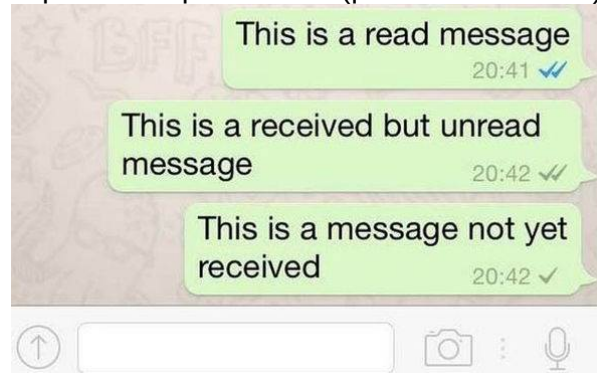 This is a read message
20:41
This is a received but unread
message
20:42
This is a message not yet
received
20:42